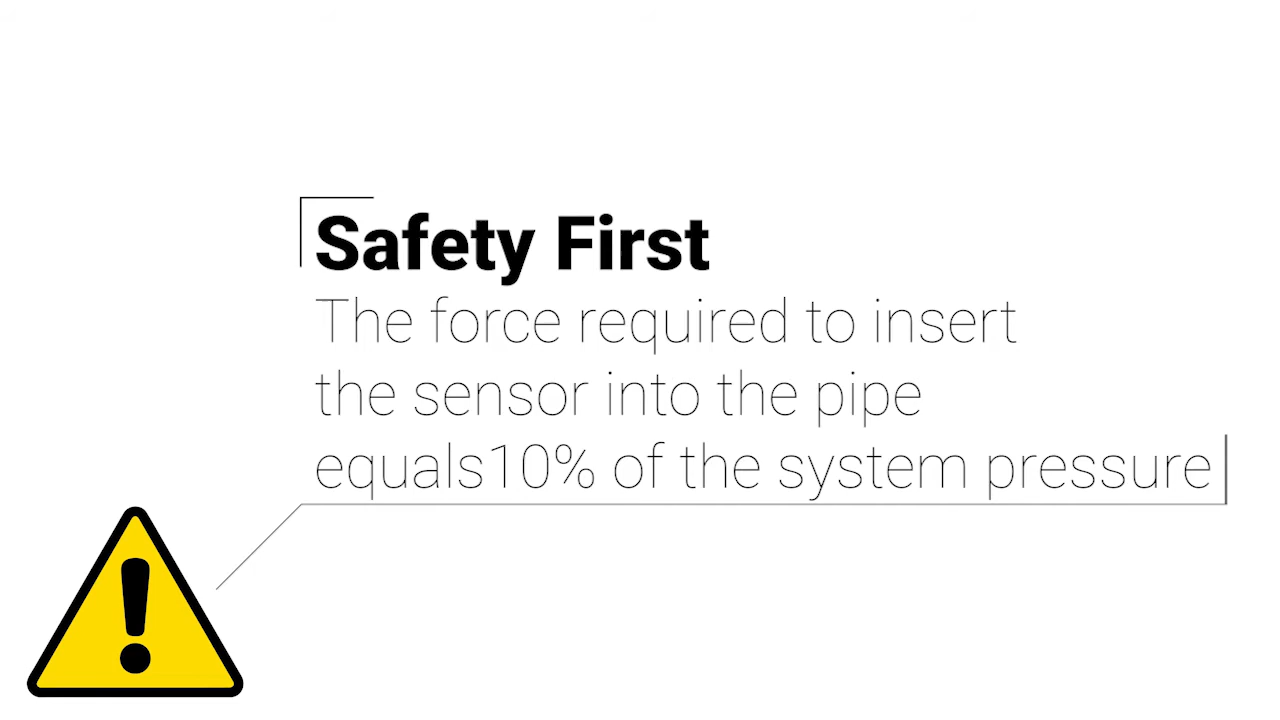 Safety First
The force required to insert
the sensor into the pipe
equals10% of the system pressure